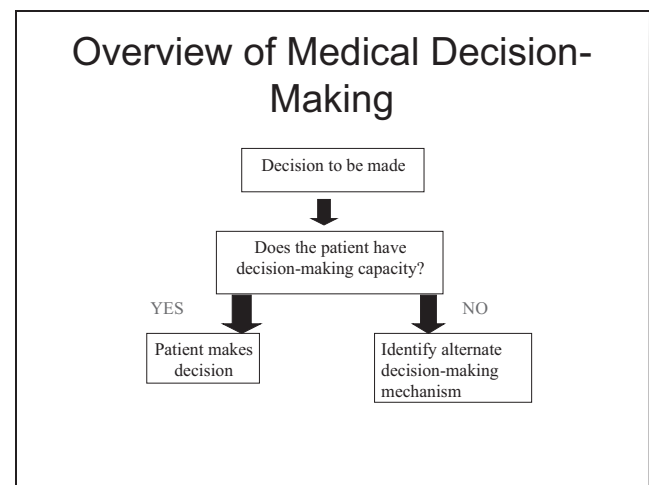 Overview of Medical Decision-
Making
Decision to be made
Does the patient have
decision-making capacity?
YES
NO
Patient makes
decision
Identify alternate
decision-making
mechanism